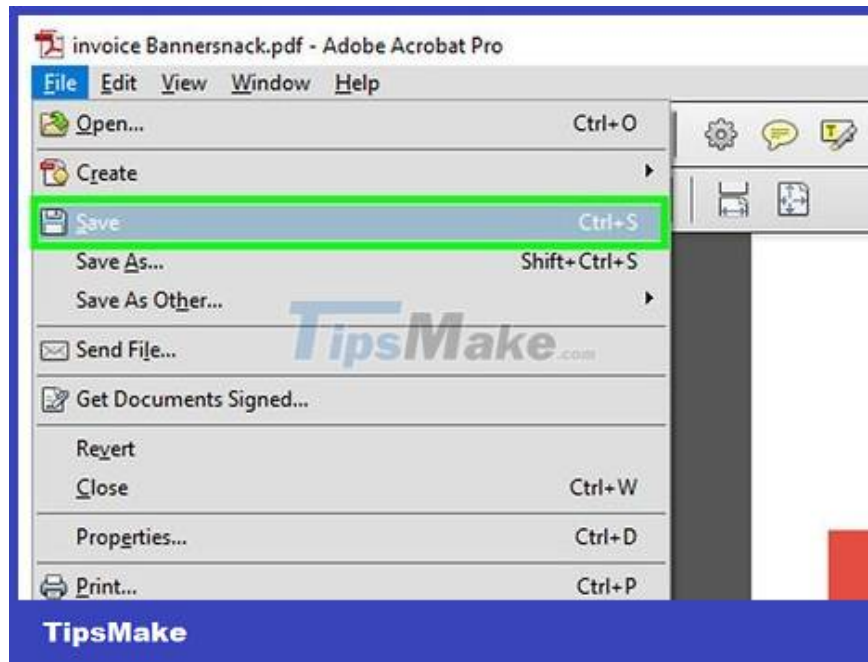 invoice Bannersnack.pdf - Adobe Acrobat Pro
File Edit View Window Help
Open... Ctrl+O
Create
Save Ctrl+S
Save As... Shift+Ctrl+S
Save As Other...
TipsMake.com
Send File...
Get Documents Signed...
Revert
Close Ctrl+W
Properties... Ctrl+D
Print... Ctrl+P
TipsMake